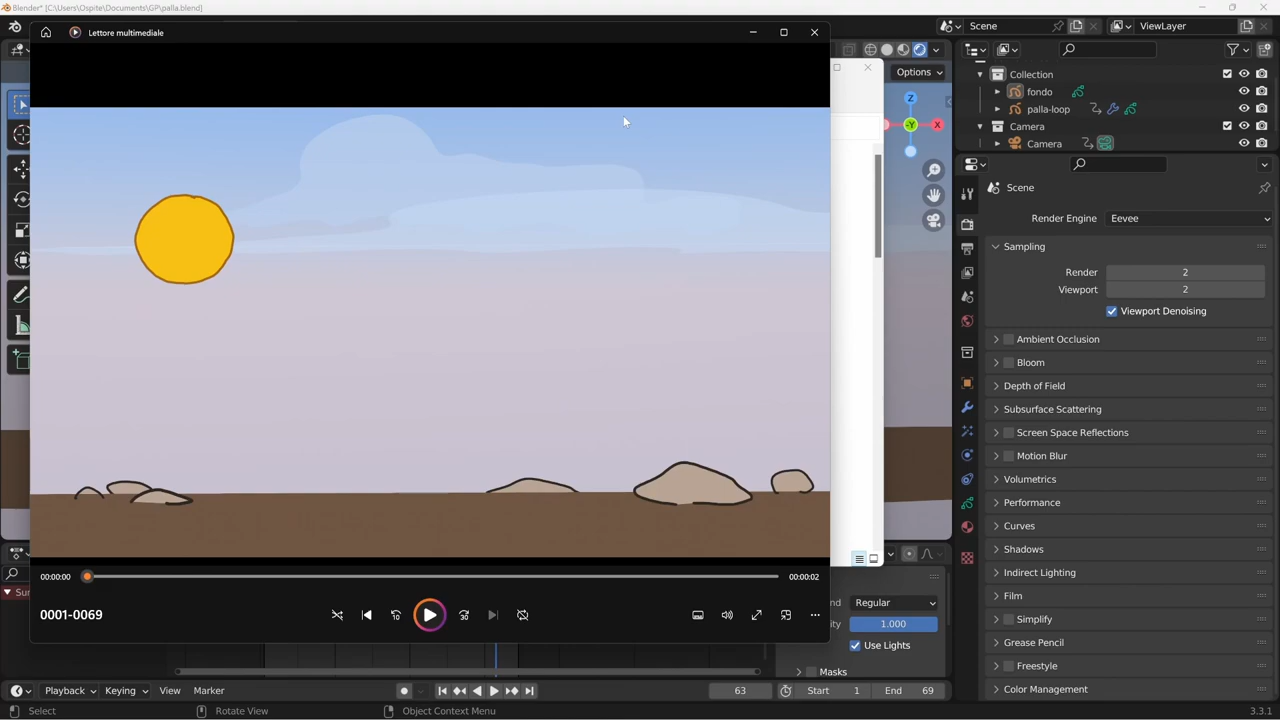 Blender* [C:\Users\Ospite\Documents\GP\palla.blend]
Lettore multimediale
Scene
ViewLayer
Options
Z
-Y
X
Collection
fondo
palla-loop
Camera
Camera
Scene
Render Engine
Eevee
Sampling
Render
2
Viewport
2
Viewport Denoising
Ambient Occlusion
Bloom
Depth of Field
Subsurface Scattering
Screen Space Reflections
Motion Blur
Volumetrics
Performance
Curves
Shadows
Indirect Lighting
Film
Simplify
Grease Pencil
Freestyle
Color Management
00:00:00
00:00:02
0001-0069
10
30
Regular
1.000
Use Lights
Masks
Playback
Keying
View
Marker
63
Start
1
End
69
Select
Rotate View
Object Context Menu
3.3.1